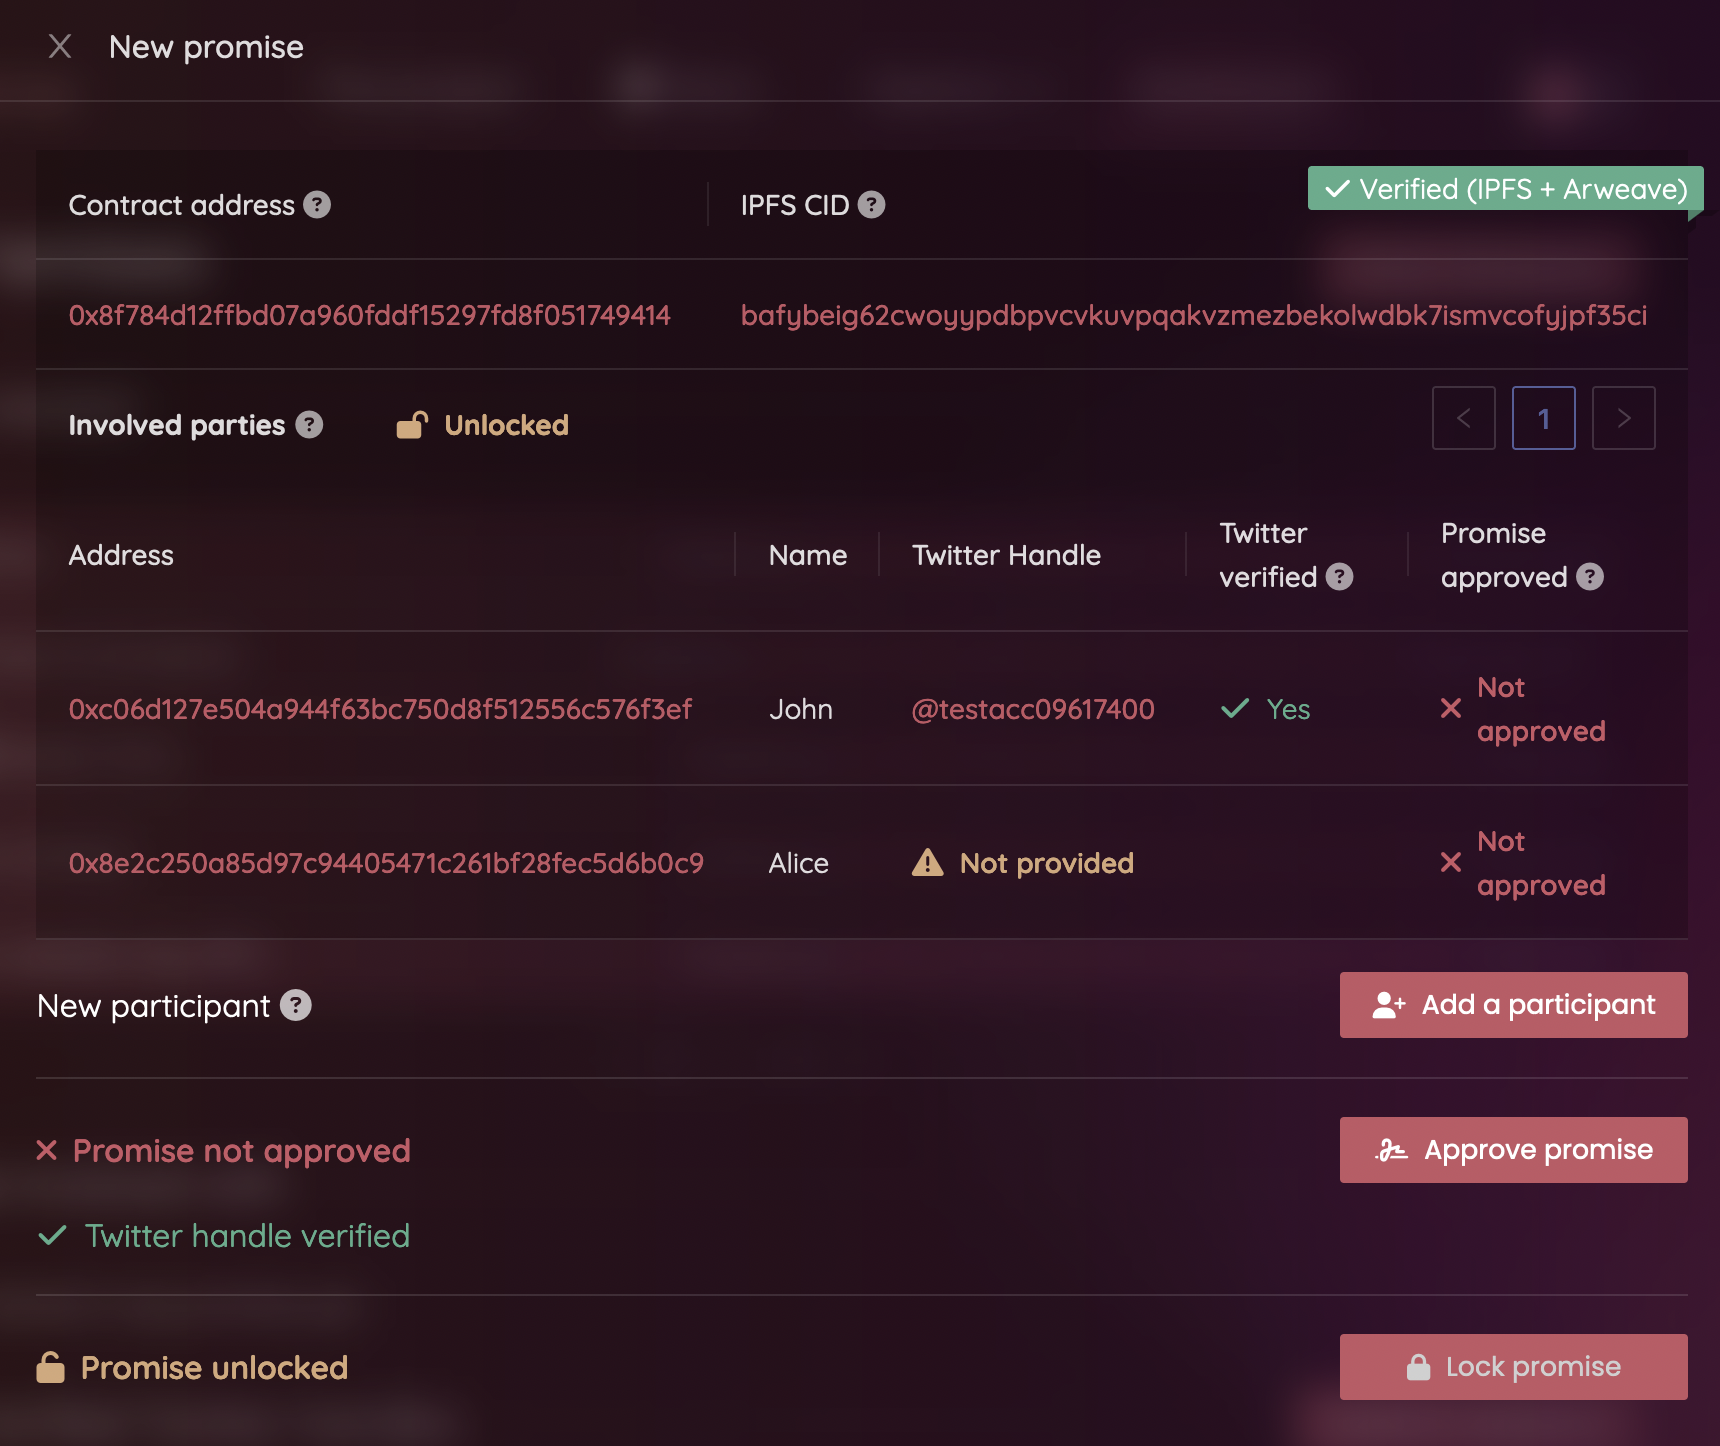 New promise
Contract address ?
IPFS CID ?
Verified (IPFS + Arweave)
0x8f784d12ffbd07a960fddf15297fd8f051749414
bafybeig62cwoyypdbpvcvkuvpqakvzmezbekolwdbk7ismvcofyjpf35ci
Involved parties ?
Unlocked
< 1 >
Address
Name
Twitter Handle
Twitter
verified ?
Promise
approved ?
0xc06d127e504a944f63bc750d8f512556c576f3ef
John
@testacc09617400
Yes
Not
approved
0x8e2c250a85d97c94405471c261bf28fec5d6b0c9
Alice
Not provided
Not
approved
New participant ?
Add a participant
Promise not approved
Approve promise
Twitter handle verified
Promise unlocked
Lock promise